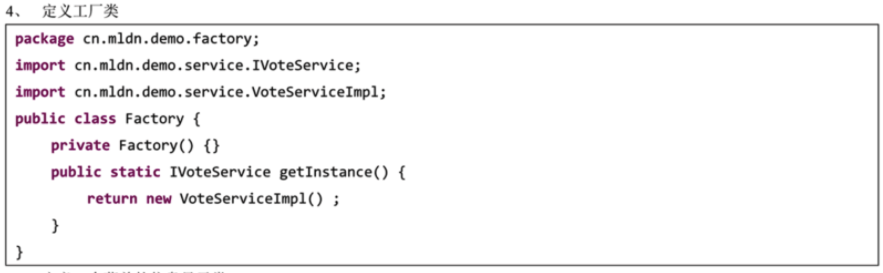 4、 定义工厂类
package cn.mldn.demo.factory;
import cn.mldn.demo.service.IVoteService;
import cn.mldn.demo.service.VoteServiceImpl;
public class Factory {
private Factory() {}
public static IVoteService getInstance() {
return new VoteServiceImpl() ;
}
}